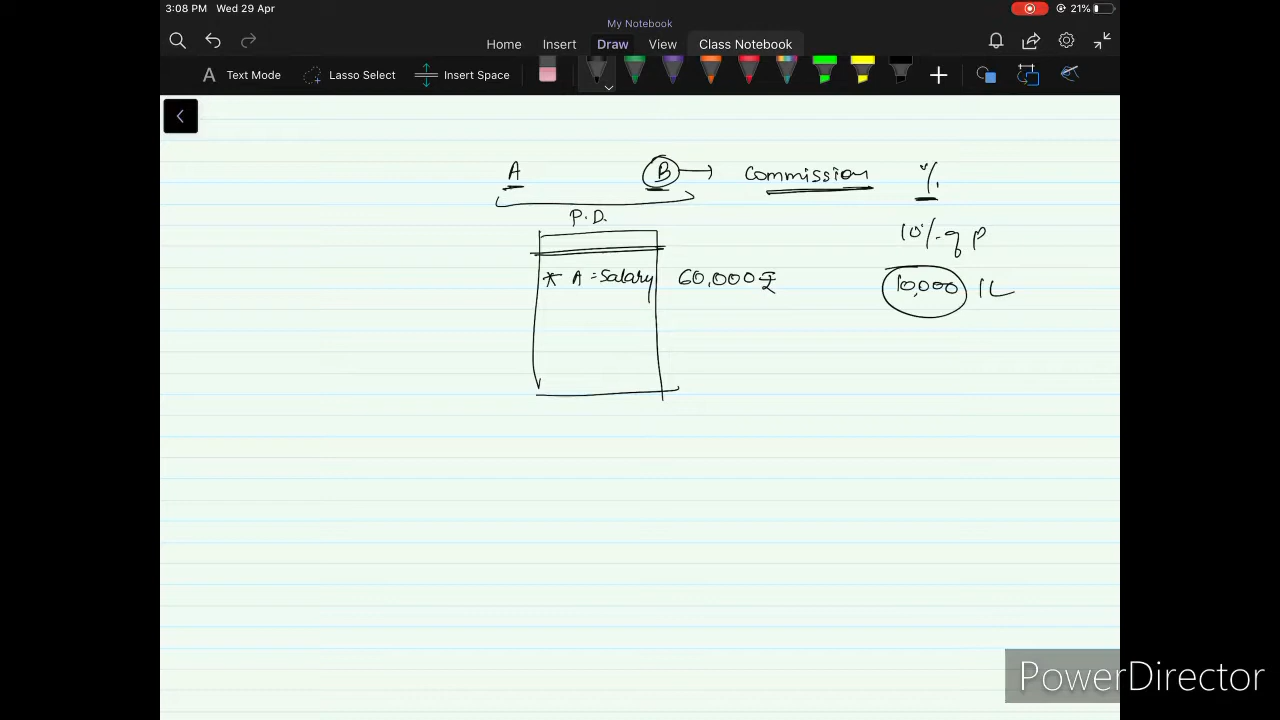 3:08 PM Wed 29 Apr
21%
My Notebook
Home Insert Draw View Class Notebook
A Text Mode Lasso Select Insert Space
A B → Commission %
P.D.
10% of P
* A = Salary 60,000 ₹
10,000 1L
PowerDirector